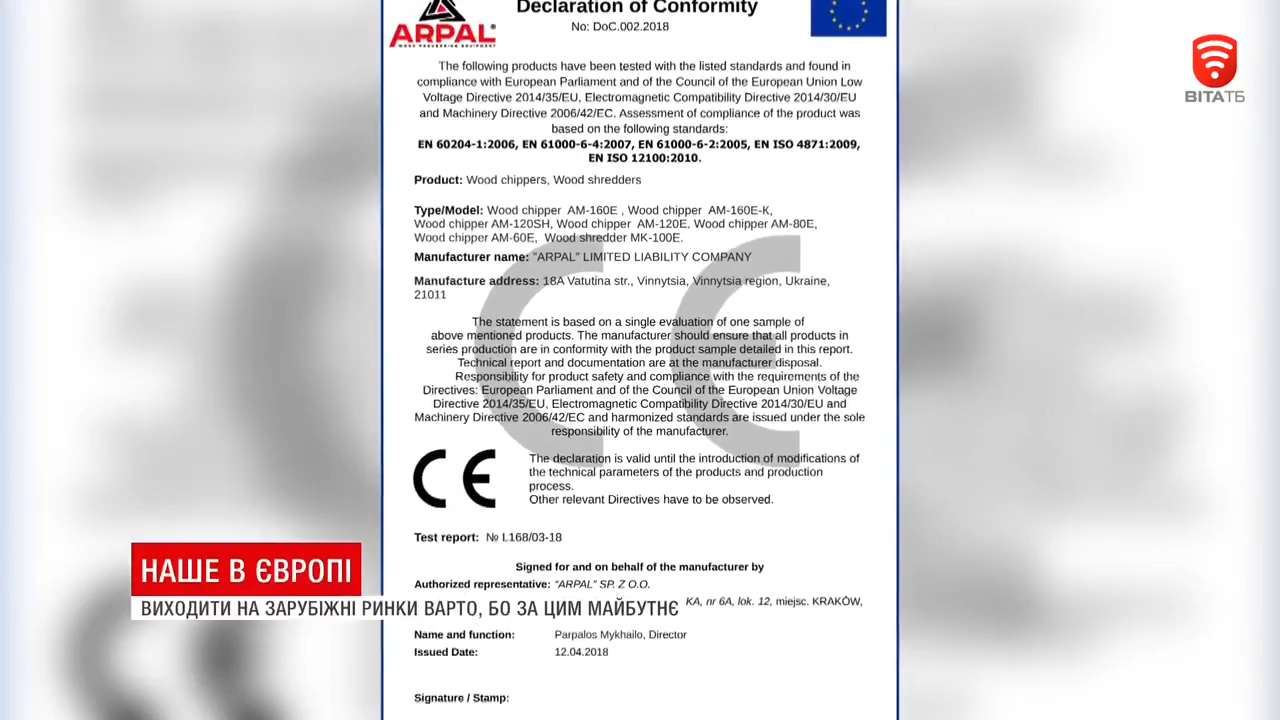 Declaration of Conformity
No: DoC.002.2018
ARPAL®
WOOD PROCESSING EQUIPMENT
ВІТАТБ
The following products have been tested with the listed standards and found in
compliance with European Parliament and of the Council of the European Union Low
Voltage Directive 2014/35/EU, Electromagnetic Compatibility Directive 2014/30/EU
and Machinery Directive 2006/42/EC. Assessment of compliance of the product was
based on the following standards:
EN 60204-1:2006, EN 61000-6-4:2007, EN 61000-6-2:2005, EN ISO 4871:2009,
EN ISO 12100:2010.
Product: Wood chippers, Wood shredders
Type/Model: Wood chipper AM-160E , Wood chipper AM-160E-К,
Wood chipper AM-120SH, Wood chipper AM-120E, Wood chipper AM-80E,
Wood chipper AM-60E, Wood shredder MK-100E.
Manufacturer name: "ARPAL" LIMITED LIABILITY COMPANY
Manufacture address: 18A Vatutina str., Vinnytsia, Vinnytsia region, Ukraine,
21011
The statement is based on a single evaluation of one sample of
above mentioned products. The manufacturer should ensure that all products in
series production are in conformity with the product sample detailed in this report.
Technical report and documentation are at the manufacturer disposal.
Responsibility for product safety and compliance with the requirements of the
Directives: European Parliament and of the Council of the European Union Voltage
Directive 2014/35/EU, Electromagnetic Compatibility Directive 2014/30/EU and
Machinery Directive 2006/42/EC and harmonized standards are issued under the sole
responsibility of the manufacturer.
CE
The declaration is valid until the introduction of modifications of
the technical parameters of the products and production
process.
Other relevant Directives have to be observed.
Test report: № L168/03-18
Signed for and on behalf of the manufacturer by
Authorized representative: "ARPAL" SP. Z O.O.
KA, nr 6A, lok. 12, miejsc. KRAKÓW,
НАШЕ В ЄВРОПІ
ВИХОДИТИ НА ЗАРУБІЖНІ РИНКИ ВАРТО, БО ЗА ЦИМ МАЙБУТНЄ
Name and function: Parpalos Mykhailo, Director
Issued Date: 12.04.2018
Signature / Stamp: